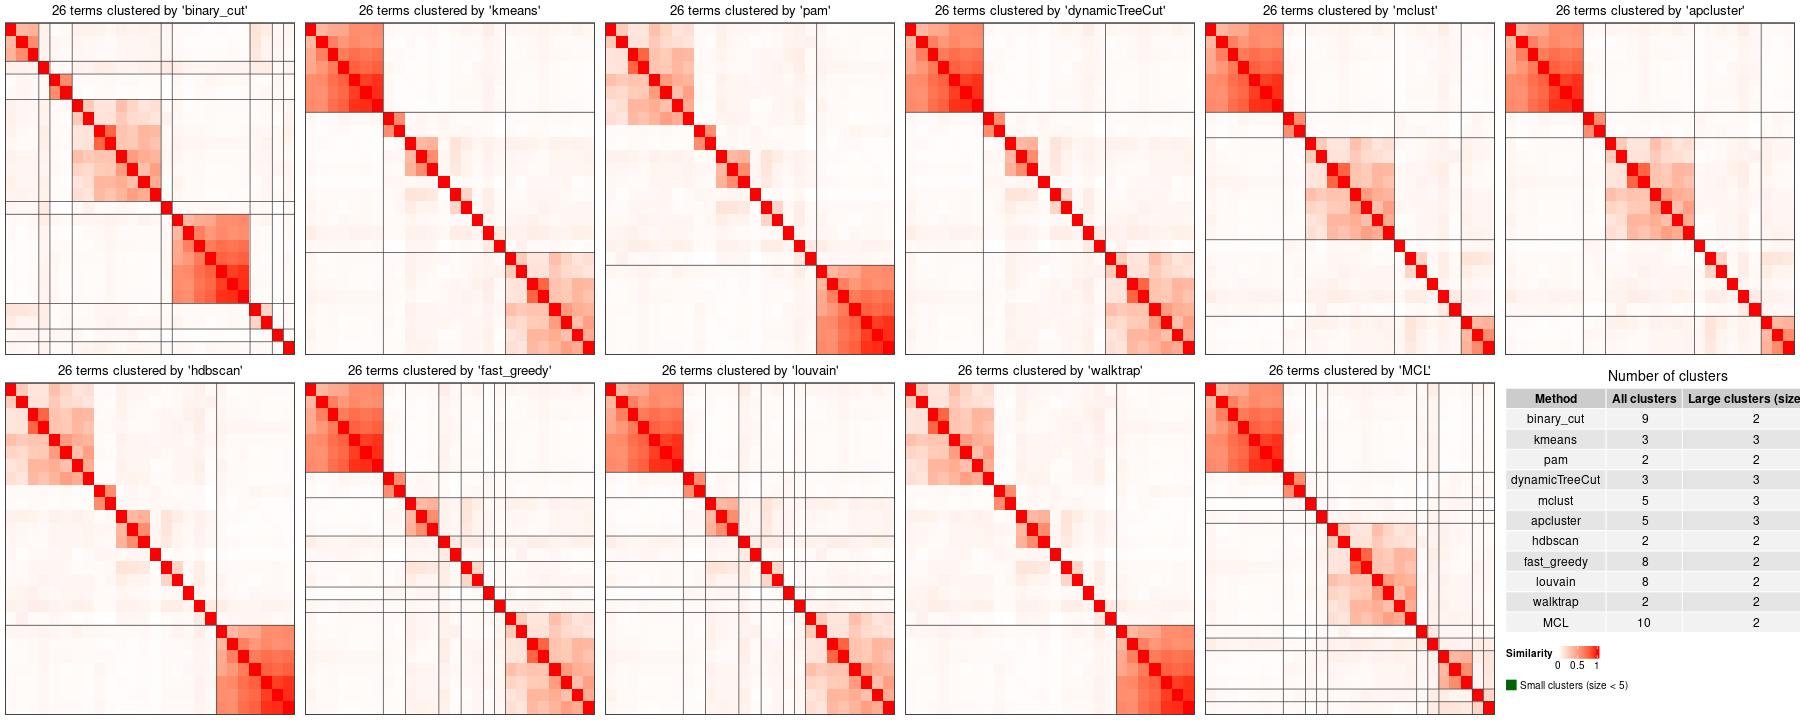 26 terms clustered by 'binary_cut'
26 terms clustered by 'kmeans'
26 terms clustered by 'pam'
26 terms clustered by 'dynamicTreeCut'
26 terms clustered by 'mclust'
26 terms clustered by 'apcluster'
26 terms clustered by 'hdbscan'
26 terms clustered by 'fast_greedy'
26 terms clustered by 'louvain'
26 terms clustered by 'walktrap'
26 terms clustered by 'MCL'
Number of clusters
Method All clusters Large clusters (size
binary_cut 9 2
kmeans 3 3
pam 2 2
dynamicTreeCut 3 3
mclust 5 3
apcluster 5 3
hdbscan 2 2
fast_greedy 8 2
louvain 8 2
walktrap 2 2
MCL 10 2
Similarity
0 0.5 1
Small clusters (size < 5)